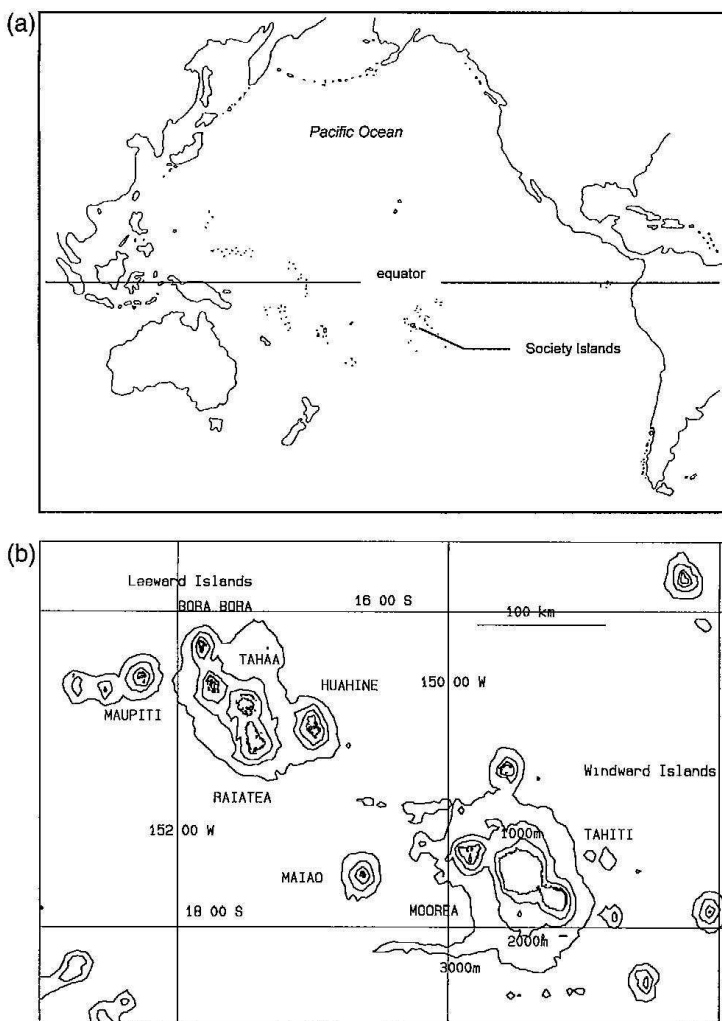 (a)
Pacific Ocean
equator
Society Islands
(b)
Leeward Islands
BORA BORA
16 00 S
100 km
TAHAA
HUAHINE
150 00 W
MAUPITI
Windward Islands
RAIATEA
152 00 W
1000m
TAHITI
MAIAO
MOOREA
18 00 S
2000m
3000m